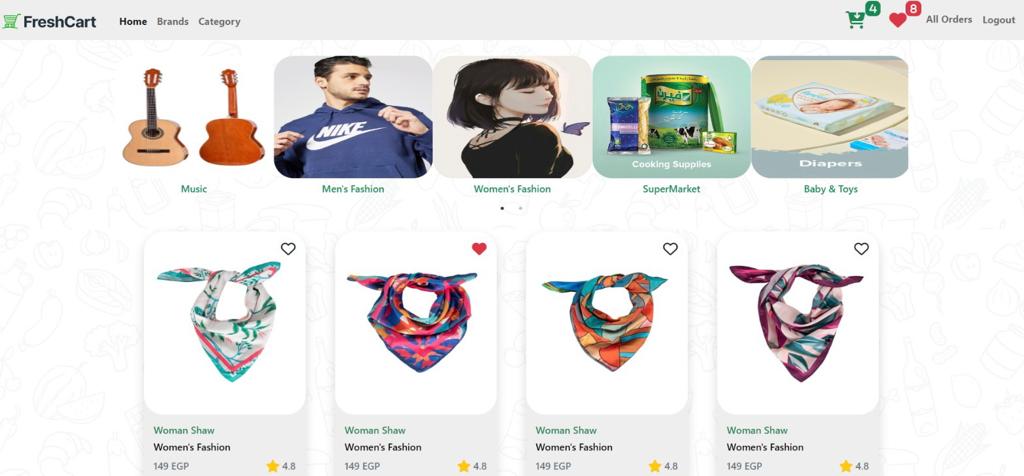 FreshCart Home Brands Category 4 8 All Orders Logout
NIKE
Cooking Supplies
Diapers
Music Men's Fashion Women's Fashion SuperMarket Baby & Toys
Woman Shaw Woman Shaw Woman Shaw Woman Shaw
Women's Fashion Women's Fashion Women's Fashion Women's Fashion
149 EGP 4.8 149 EGP 4.8 149 EGP 4.8 149 EGP 4.8